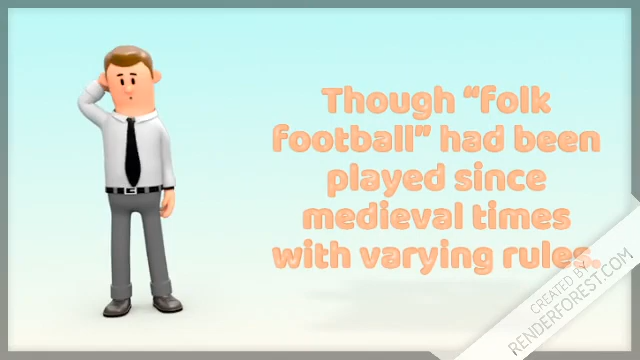 Though “folk
football” had been
played since
medieval times
with varying rules.
CREATED BY
RENDERFOREST.COM